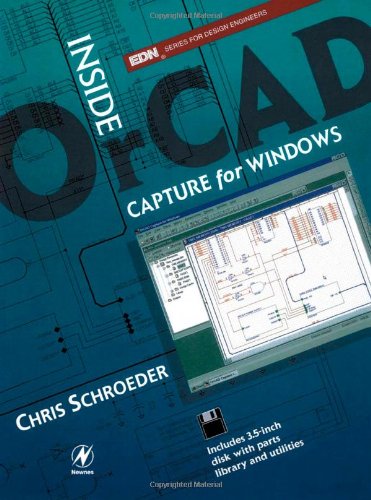 EDN® SERIES FOR DESIGN ENGINEERS
INSIDE
OrCAD
CAPTURE for WINDOWS
CHRIS SCHROEDER
Includes 3.5-inch
disk with parts
library and utilities
Newnes